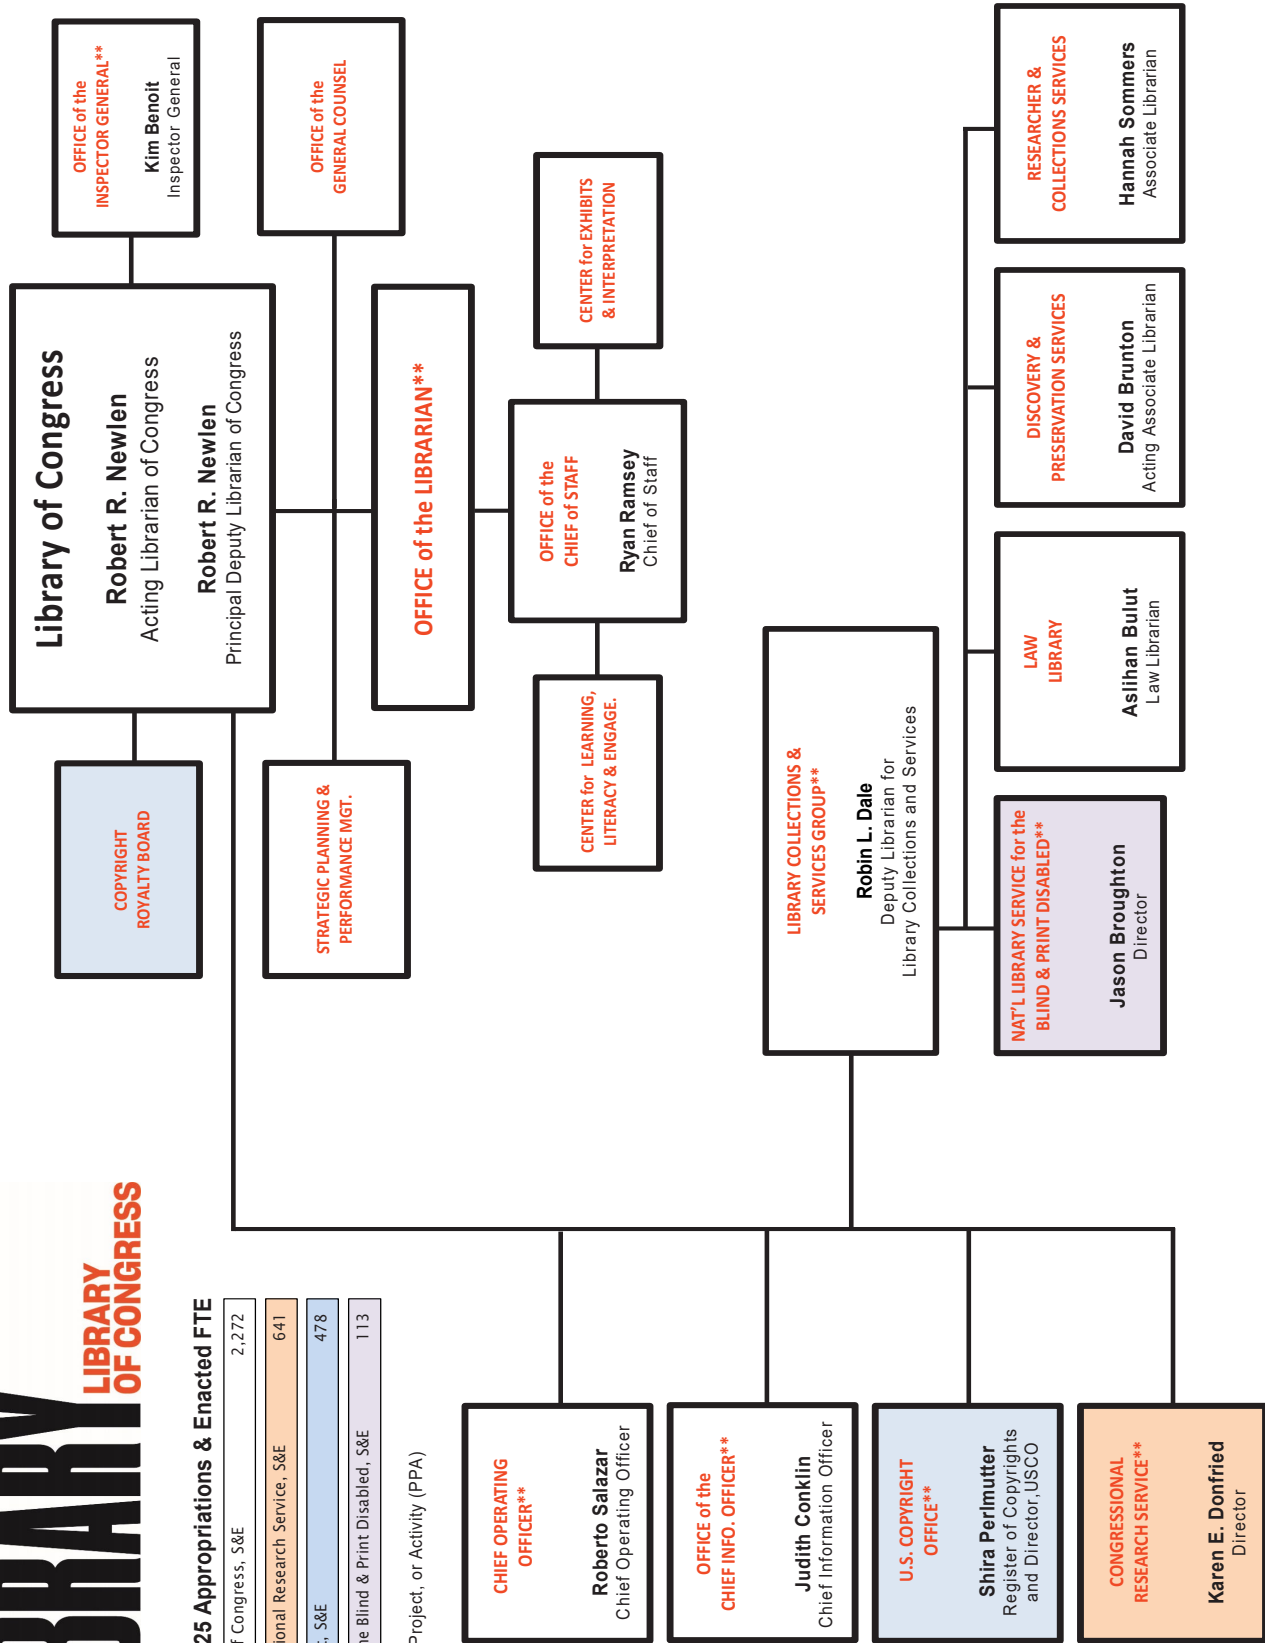 BRARY
LIBRARY
OF CONGRESS
25 Appropriations & Enacted FTE
f Congress, S&E 2,272
ional Research Service, S&E 641
, S&E 478
ne Blind & Print Disabled, S&E 113
Project, or Activity (PPA)
Library of Congress
Robert R. Newlen
Acting Librarian of Congress
Robert R. Newlen
Principal Deputy Librarian of Congress
COPYRIGHT
ROYALTY BOARD
OFFICE of the
INSPECTOR GENERAL**
Kim Benoit
Inspector General
STRATEGIC PLANNING &
PERFORMANCE MGT.
OFFICE of the
GENERAL COUNSEL
OFFICE of the LIBRARIAN**
CENTER for LEARNING,
LITERACY & ENGAGE.
OFFICE of the
CHIEF of STAFF
Ryan Ramsey
Chief of Staff
CENTER for EXHIBITS
& INTERPRETATION
CHIEF OPERATING
OFFICER**
Roberto Salazar
Chief Operating Officer
OFFICE of the
CHIEF INFO. OFFICER**
Judith Conklin
Chief Information Officer
U.S. COPYRIGHT
OFFICE**
Shira Perlmutter
Register of Copyrights
and Director, USCO
CONGRESSIONAL
RESEARCH SERVICE**
Karen E. Donfried
Director
LIBRARY COLLECTIONS &
SERVICES GROUP**
Robin L. Dale
Deputy Librarian for
Library Collections and Services
NAT'L LIBRARY SERVICE for the
BLIND & PRINT DISABLED**
Jason Broughton
Director
LAW
LIBRARY
Aslihan Bulut
Law Librarian
DISCOVERY &
PRESERVATION SERVICES
David Brunton
Acting Associate Librarian
RESEARCHER &
COLLECTIONS SERVICES
Hannah Sommers
Associate Librarian